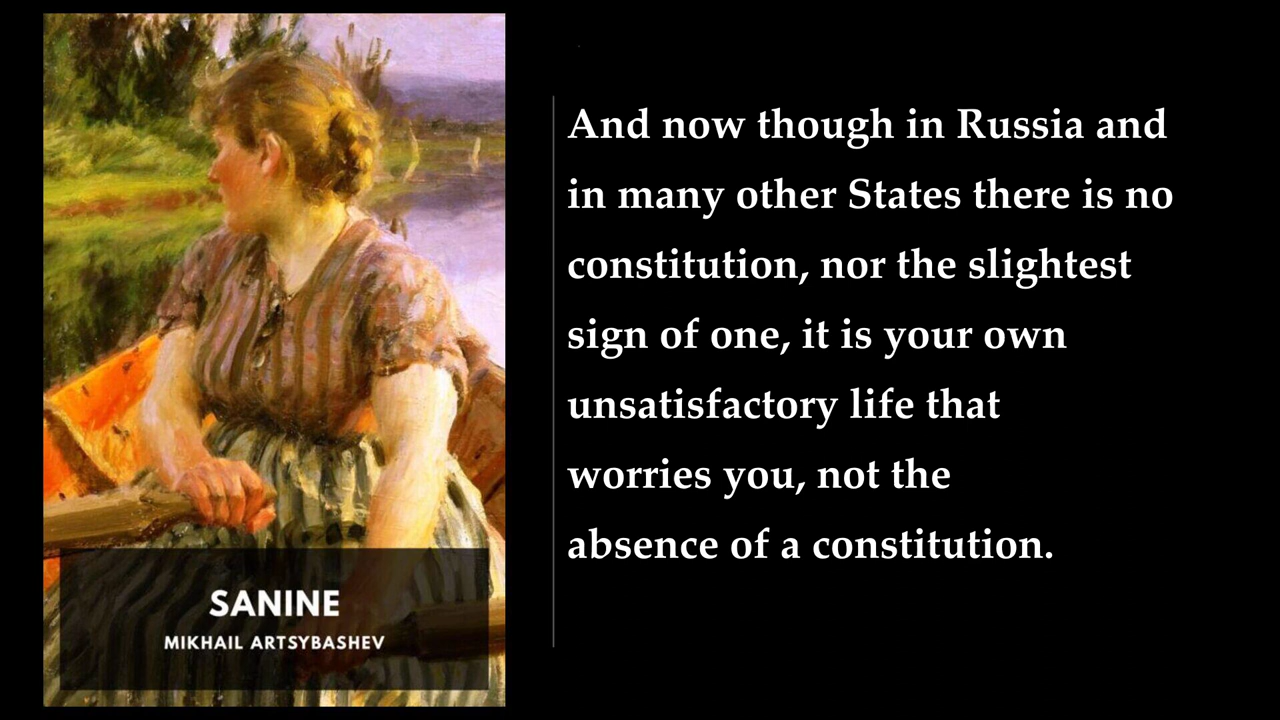 And now though in Russia and
in many other States there is no
constitution, nor the slightest
sign of one, it is your own
unsatisfactory life that
worries you, not the
absence of a constitution.
SANINE
MIKHAIL ARTSYBASHEV